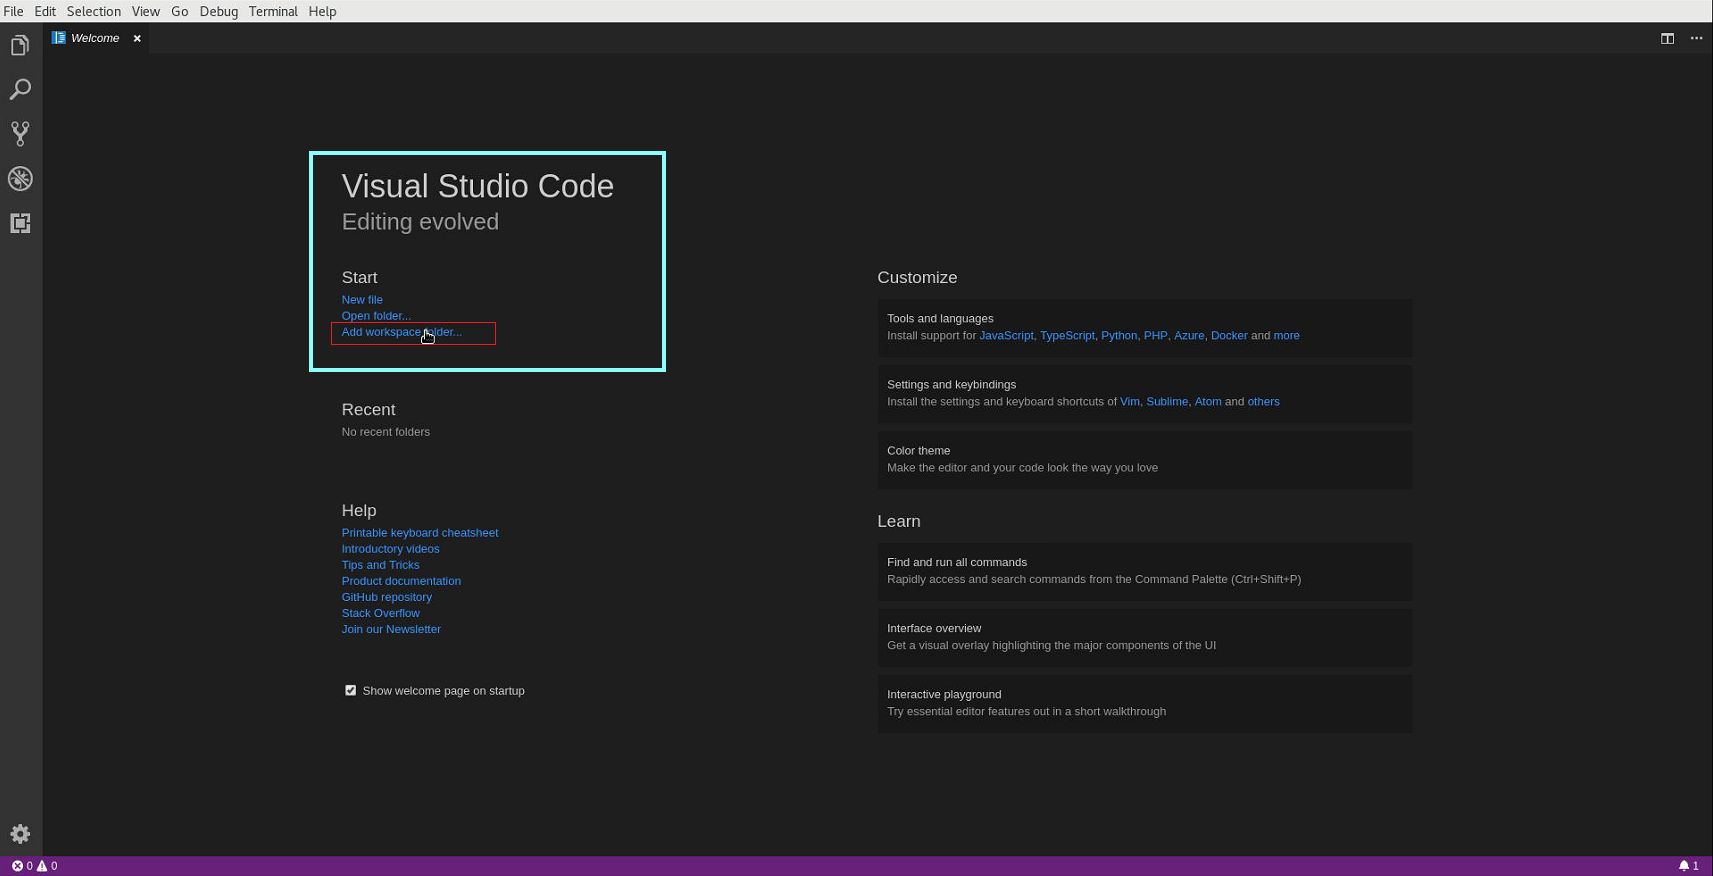 File Edit Selection View Go Debug Terminal Help
Welcome
Visual Studio Code
Editing evolved
Start
New file
Open folder...
Add workspace folder...
Recent
No recent folders
Help
Printable keyboard cheatsheet
Introductory videos
Tips and Tricks
Product documentation
GitHub repository
Stack Overflow
Join our Newsletter
Show welcome page on startup
Customize
Tools and languages
Install support for JavaScript, TypeScript, Python, PHP, Azure, Docker and more
Settings and keybindings
Install the settings and keyboard shortcuts of Vim, Sublime, Atom and others
Color theme
Make the editor and your code look the way you love
Learn
Find and run all commands
Rapidly access and search commands from the Command Palette (Ctrl+Shift+P)
Interface overview
Get a visual overlay highlighting the major components of the UI
Interactive playground
Try essential editor features out in a short walkthrough
0 0
1